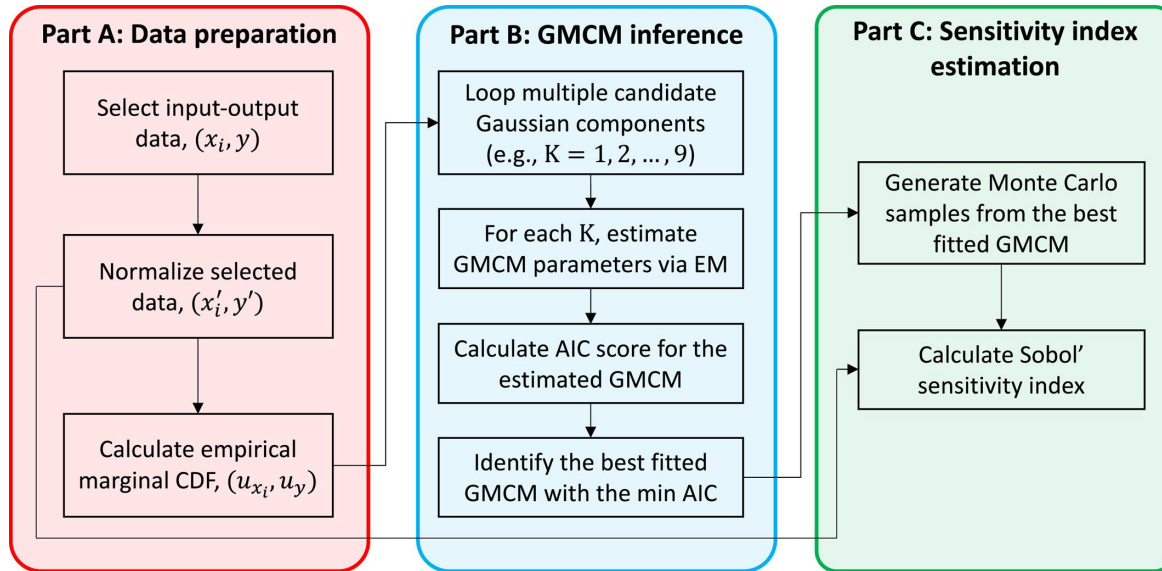 Part A: Data preparation
Select input-output
data, (x_i, y)
Normalize selected
data, (x_i', y')
Calculate empirical
marginal CDF, (u_{x_i}, u_y)
Part B: GMCM inference
Loop multiple candidate
Gaussian components
(e.g., K = 1, 2, ..., 9)
For each K, estimate
GMCM parameters via EM
Calculate AIC score for the
estimated GMCM
Identify the best fitted
GMCM with the min AIC
Part C: Sensitivity index
estimation
Generate Monte Carlo
samples from the best
fitted GMCM
Calculate Sobol'
sensitivity index